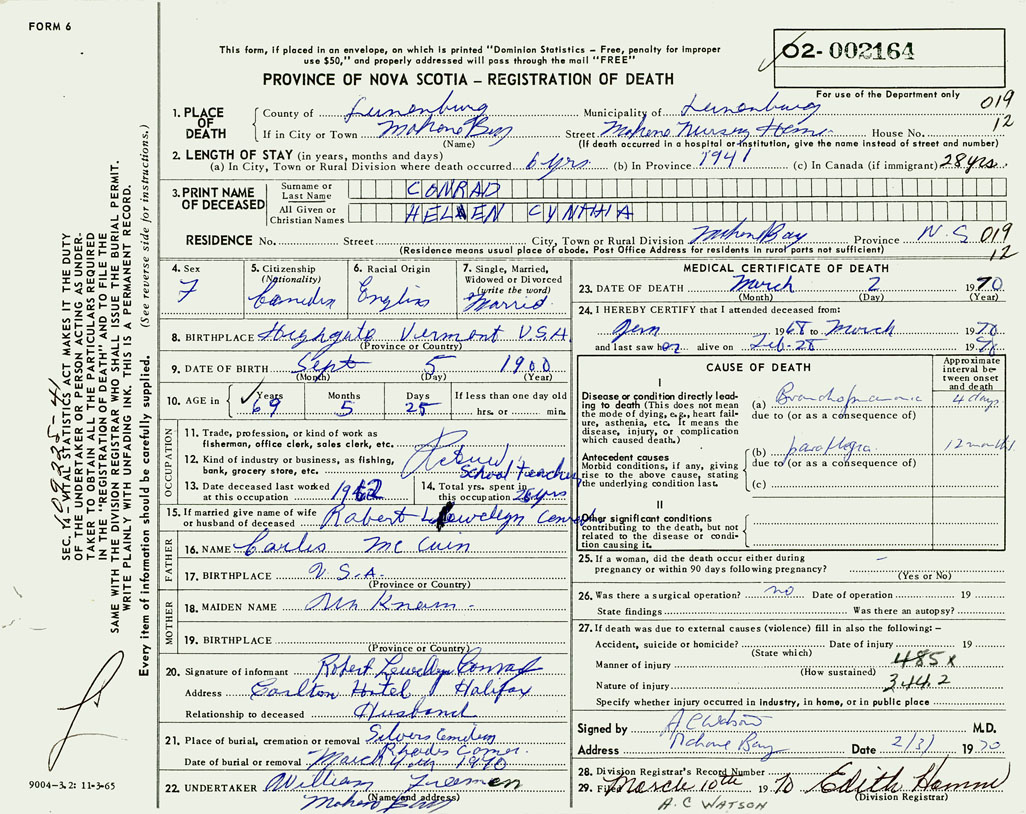 FORM 6
This form, if placed in an envelope, on which is printed "Dominion Statistics – Free, penalty for improper
use $50," and properly addressed will pass through the mail "FREE"
PROVINCE OF NOVA SCOTIA – REGISTRATION OF DEATH
02-002164
For use of the Department only
019
12
1. PLACE OF DEATH
County of Lunenburg Municipality of Lunenburg
If in City or Town Mahone Bay Street Mahone Nursing Home House No.
(Name) (If death occurred in a hospital or institution, give the name instead of street and number)
2. LENGTH OF STAY (in years, months and days)
(a) In City, Town or Rural Division where death occurred 6 yrs (b) In Province 1941 (c) In Canada (if immigrant) 28 yrs
3. PRINT NAME OF DECEASED
Surname or Last Name CONRAD
All Given or Christian Names HELEN CYNTHIA
RESIDENCE No. Street City, Town or Rural Division Mahone Bay Province N.S. 019
12
(Residence means usual place of abode. Post Office Address for residents in rural parts not sufficient)
4. Sex F
5. Citizenship (Nationality)
6. Racial Origin
7. Single, Married, Widowed or Divorced (write the word)
8. BIRTHPLACE Highgate Vermont U.S.A.
(Province or Country)
9. DATE OF BIRTH Sept 5 1900
(Month) (Day) (Year)
10. AGE in Years Months Days If less than one day old
69 5 25 hrs. or min.
OCCUPATION
11. Trade, profession, or kind of work as
fisherman, office clerk, sales clerk, etc.
12. Kind of industry or business, as fishing,
bank, grocery store, etc.
School Teacher
13. Date deceased last worked at this occupation 1962
14. Total yrs. spent in this occupation 26 yrs
15. If married give name of wife
or husband of deceased Robert Lewellyn Conrad
FATHER
16. NAME
17. BIRTHPLACE U.S.A.
(Province or Country)
MOTHER
18. MAIDEN NAME
19. BIRTHPLACE
(Province or Country)
20. Signature of informant Robert Lewellyn Conrad
Address Carlton Hotel, Halifax
Relationship to deceased Husband
21. Place of burial, cremation or removal
Date of burial or removal March 1970
22. UNDERTAKER William
Mahone Bay
(Name and address)
MEDICAL CERTIFICATE OF DEATH
23. DATE OF DEATH March 2 1970
(Month) (Day) (Year)
24. I HEREBY CERTIFY that I attended deceased from:
1968 to March 1970
and last saw her alive on Feb-28 19
CAUSE OF DEATH
Approximate interval between onset and death
I
Disease or condition directly leading to death (This does not mean
the mode of dying, e.g., heart failure, asthenia, etc. It means the
disease, injury, or complication which caused death.)
(a) 4 days
due to (or as a consequence of)
Antecedent causes
Morbid conditions, if any, giving rise to the above cause, stating
the underlying condition last.
(b) paraplegia 12 months
due to (or as a consequence of)
(c)
II
Other significant conditions
contributing to the death, but not related to the disease or condition causing it.
25. If a woman, did the death occur either during
pregnancy or within 90 days following pregnancy? –
(Yes or No)
26. Was there a surgical operation? no Date of operation 19
State findings Was there an autopsy?
27. If death was due to external causes (violence) fill in also the following: –
Accident, suicide or homicide? Date of injury 19
(State which)
Manner of injury 485x
(How sustained)
Nature of injury 344.2
Specify whether injury occurred in industry, in home, or in public place
Signed by A C Watson M.D.
Address Mahone Bay Date 2/3/ 1970
28. Division Registrar's Record Number
29. Filed March 10th 1970 Edith
(Division Registrar)
A. C WATSON
SEC. 14 – VITAL STATISTICS ACT MAKES IT THE DUTY
OF THE UNDERTAKER OR PERSON ACTING AS UNDER-
TAKER TO OBTAIN ALL THE PARTICULARS REQUIRED
IN THE "REGISTRATION OF DEATH" AND TO FILE THE
SAME WITH THE DIVISION REGISTRAR WHO SHALL ISSUE THE BURIAL PERMIT.
WRITE PLAINLY WITH UNFADING INK. THIS IS A PERMANENT RECORD.
Every item of information should be carefully supplied. (See reverse side for instructions.)
9004–3.2: 11-3-65